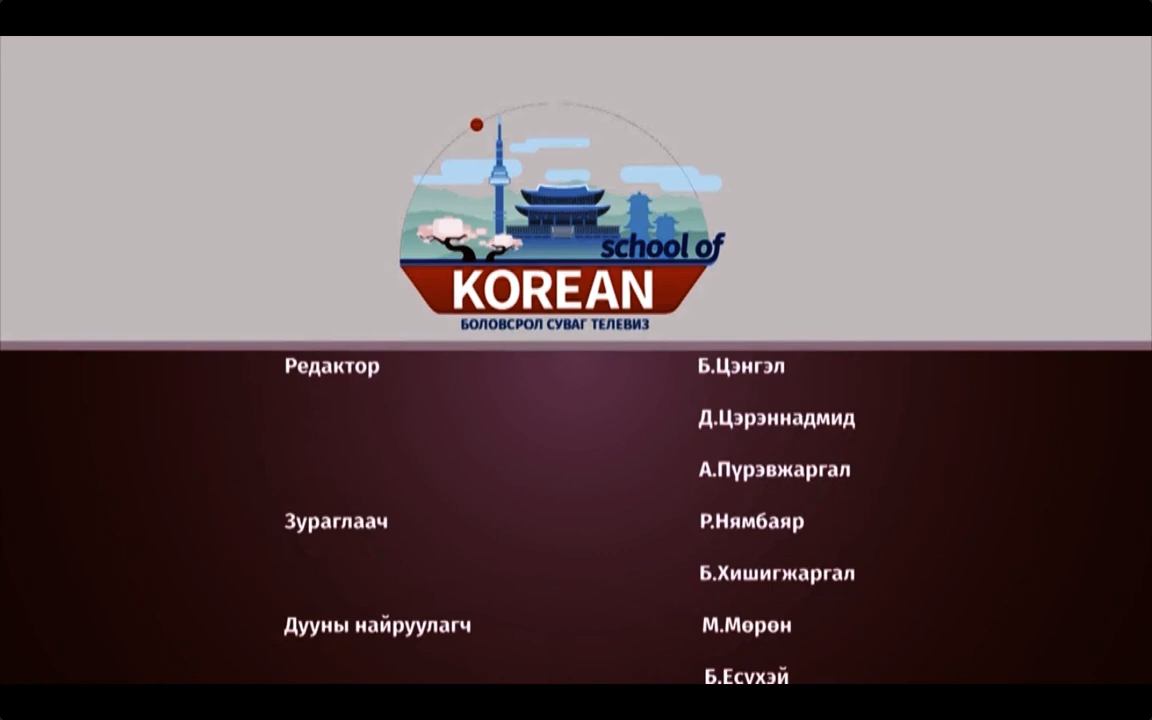 school of
KOREAN
БОЛОВСРОЛ СУВАГ ТЕЛЕВИЗ
Редактор Б.Цэнгэл
Д.Цэрэннадмид
А.Пүрэвжаргал
Зураглаач Р.Нямбаяр
Б.Хишигжаргал
Дууны найруулагч М.Мөрөн
Б.Есүхэй